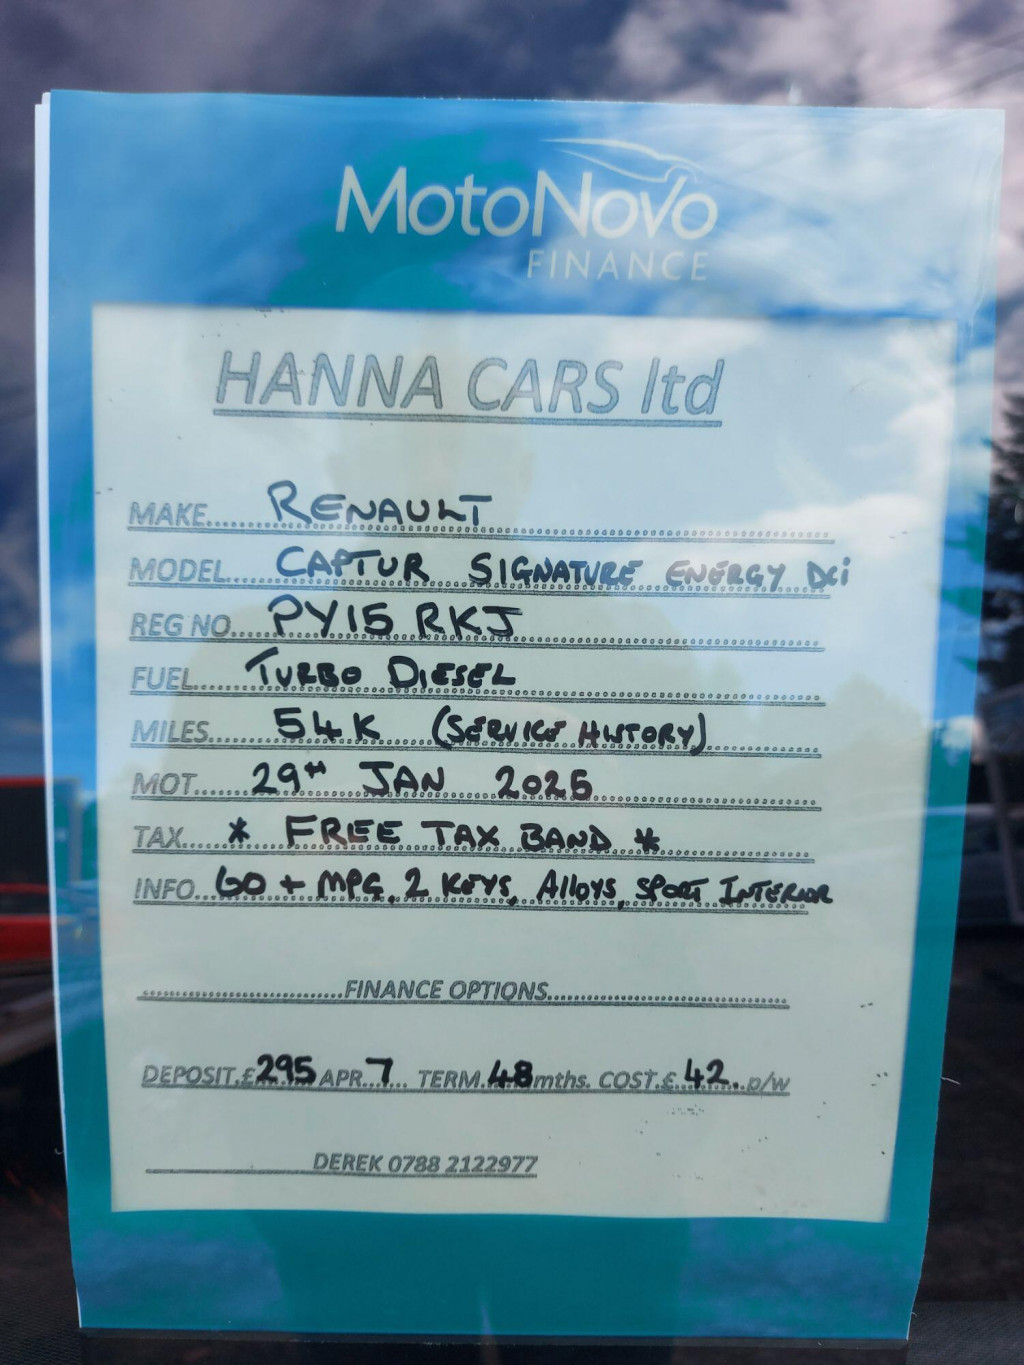 MotoNovo
FINANCE
HANNA CARS ltd
MAKE........RENAULT........
MODEL.....CAPTUR SIGNATURE ENERGY DCi
REG NO....PY15 RKJ........
FUEL......TURBO DIESEL........
MILES......54K (SERVICE HISTORY)........
MOT......29TH JAN 2025........
TAX.....* FREE TAX BAND *........
INFO...60 + MPG, 2 KEYS, Alloys, SPORT INTERIOR
........FINANCE OPTIONS........
DEPOSIT.£295 APR.7.... TERM.48mths. COST.£.42..p/w
DEREK 0788 2122977